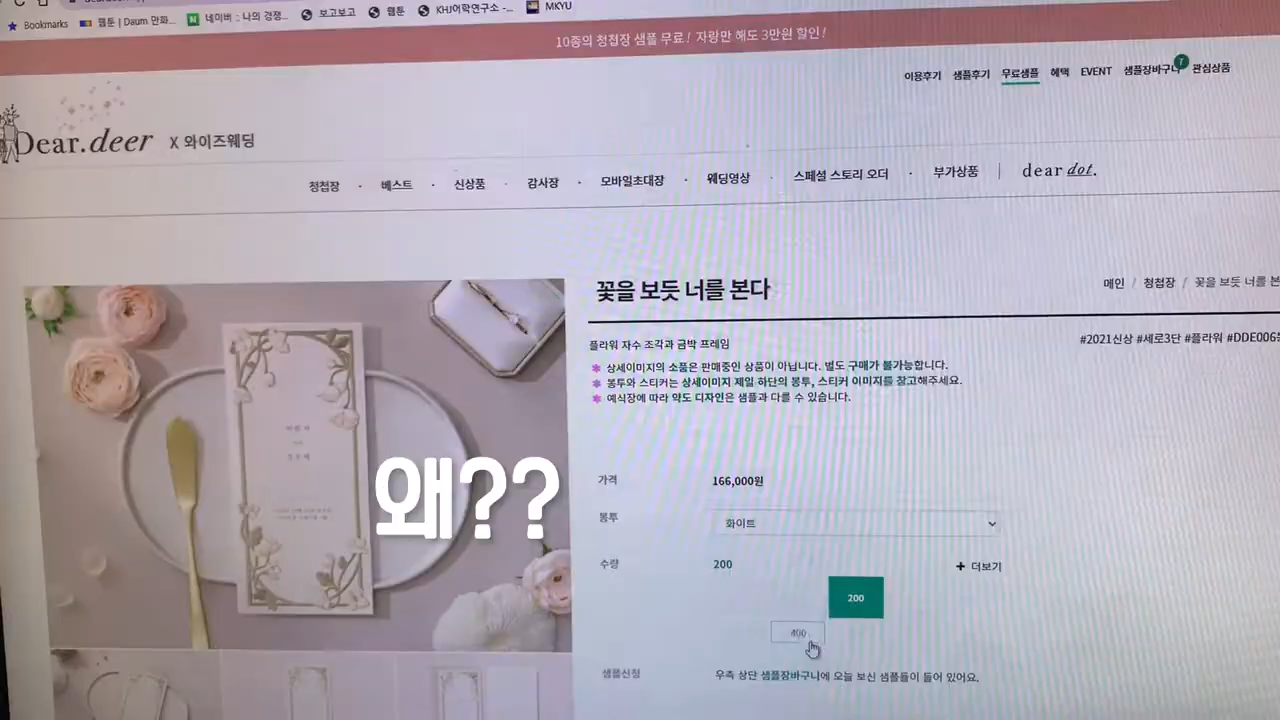 Bookmarks 웹툰 | Daum 만화... 네이버 : 나의 경쟁... 보고보고 웹툰 KHJ어학연구소 -... MKYU
10종의 청첩장 샘플 무료! 자랑만 해도 3만원 할인!
이용후기 샘플후기 무료샘플 혜택 EVENT 샘플장바구니 7 관심상품
Dear.deer X 와이즈웨딩
청첩장 · 베스트 · 신상품 · 감사장 · 모바일초대장 · 웨딩영상 · 스페셜 스토리 오더 · 부가상품 | dear dot.
꽃을 보듯 너를 본다
메인 / 청첩장 / 꽃을 보듯 너를 본
플라워 자수 조각과 금박 프레임
#2021신상 #세로3단 #플라워 #DDE006
✱ 상세이미지의 소품은 판매중인 상품이 아닙니다. 별도 구매가 불가능합니다.
✱ 봉투와 스티커는 상세이미지 제일 하단의 봉투, 스티커 이미지를 참고해주세요.
✱ 예식장에 따라 약도 디자인은 샘플과 다를 수 있습니다.
왜??
가격 166,000원
봉투 화이트
수량 200 + 더보기
200
400
샘플신청 우측 상단 샘플장바구니에 오늘 보신 샘플들이 들어 있어요.